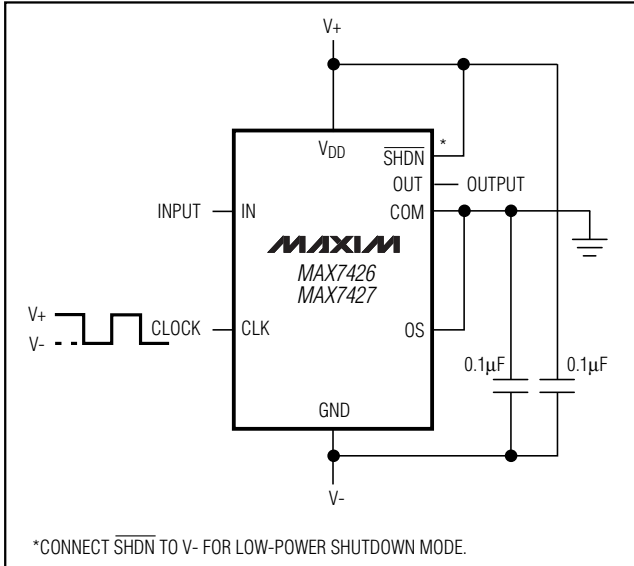 V+
VDD
*
SHDN
OUT
OUTPUT
INPUT
IN
COM
MAXIM
MAX7426
MAX7427
V+
V-
CLOCK
CLK
OS
0.1µF
0.1µF
GND
V-
*CONNECT SHDN TO V- FOR LOW-POWER SHUTDOWN MODE.